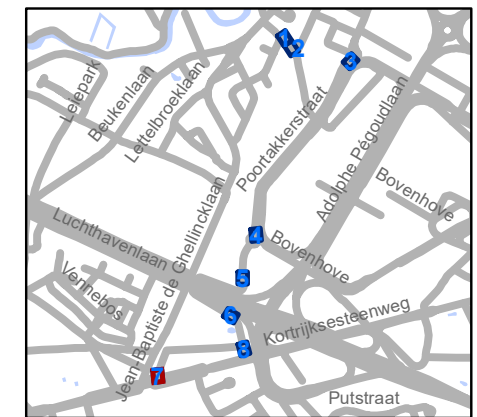 1
2
3
Leiepark
Beukenlaan
Lettelbroeklaan
Poortakkerstraat
Adolphe Pégoudlaan
Bovenhove
Luchthavenlaan
Jean-Baptiste de Ghellincklaan
4
Bovenhove
5
Vennebos
6
Kortrijksesteenweg
8
7
Putstraat